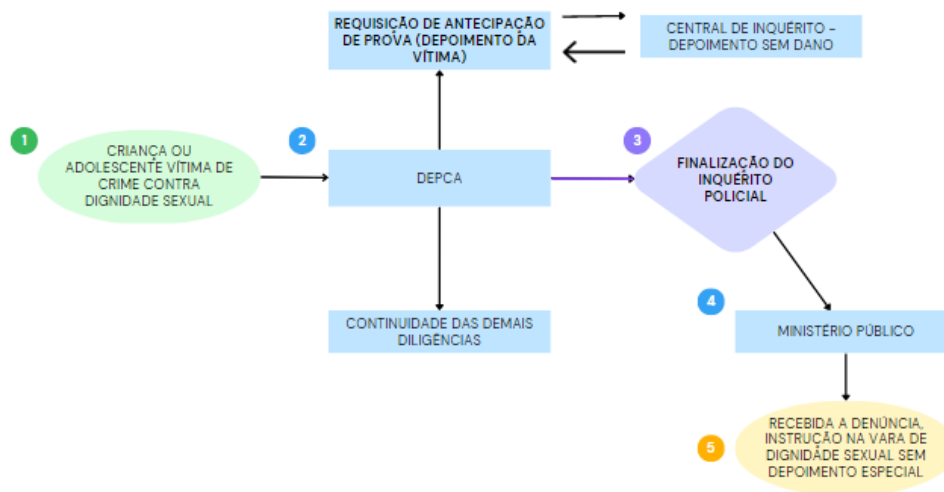 REQUISIÇÃO DE ANTECIPAÇÃO
DE PROVA (DEPOIMENTO DA
VÍTIMA)
CENTRAL DE INQUÉRITO –
DEPOIMENTO SEM DANO
1
CRIANÇA OU
ADOLESCENTE VÍTIMA DE
CRIME CONTRA
DIGNIDADE SEXUAL
2
DEPCA
3
FINALIZAÇÃO DO
INQUÉRITO
POLICIAL
CONTINUIDADE DAS DEMAIS
DILIGÊNCIAS
4
MINISTÉRIO PÚBLICO
5
RECEBIDA A DENÚNCIA,
INSTRUÇÃO NA VARA DE
DIGNIDADE SEXUAL SEM
DEPOIMENTO ESPECIAL